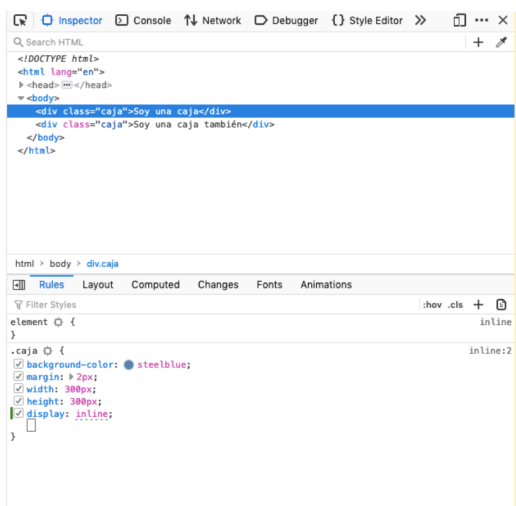 Inspector Console Network Debugger Style Editor
Search HTML
<!DOCTYPE html>
<html lang="en">
<head>⋯</head>
<body>
<div class="caja">Soy una caja</div>
<div class="caja">Soy una caja también</div>
</body>
</html>
html > body > div.caja
Rules Layout Computed Changes Fonts Animations
Filter Styles :hov .cls +
element { inline
}
.caja { inline:2
background-color: steelblue;
margin: 2px;
width: 300px;
height: 300px;
display: inline;
}